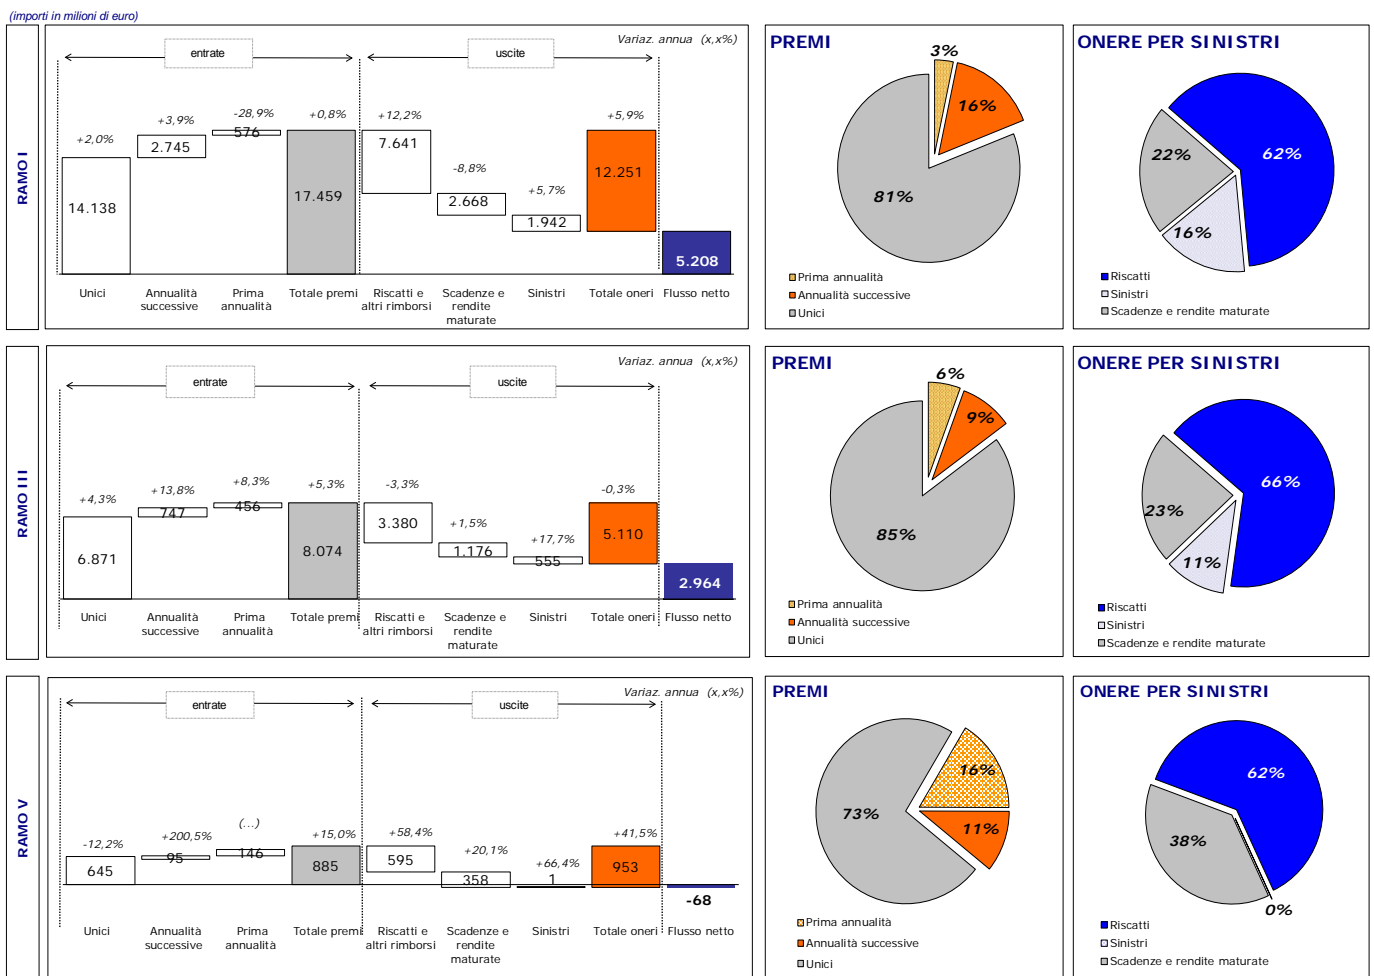 (importi in milioni di euro)
RAMO I
Variaz. annua (x,x%)
entrate
uscite
+2,0%
+3,9%
-28,9%
+0,8%
+12,2%
-8,8%
+5,7%
+5,9%
14.138
2.745
576
17.459
7.641
2.668
1.942
12.251
5.208
Unici
Annualità successive
Prima annualità
Totale premi
Riscatti e altri rimborsi
Scadenze e rendite maturate
Sinistri
Totale oneri
Flusso netto
PREMI
3%
16%
81%
Prima annualità
Annualità successive
Unici
ONERE PER SINISTRI
62%
22%
16%
Riscatti
Sinistri
Scadenze e rendite maturate
RAMO III
Variaz. annua (x,x%)
entrate
uscite
+4,3%
+13,8%
+8,3%
+5,3%
-3,3%
+1,5%
+17,7%
-0,3%
6.871
747
456
8.074
3.380
1.176
555
5.110
2.964
Unici
Annualità successive
Prima annualità
Totale premi
Riscatti e altri rimborsi
Scadenze e rendite maturate
Sinistri
Totale oneri
Flusso netto
PREMI
6%
9%
85%
Prima annualità
Annualità successive
Unici
ONERE PER SINISTRI
66%
23%
11%
Riscatti
Sinistri
Scadenze e rendite maturate
RAMO V
Variaz. annua (x,x%)
entrate
uscite
-12,2%
+200,5%
(...)
+15,0%
+58,4%
+20,1%
+66,4%
+41,5%
645
95
146
885
595
358
1
953
-68
Unici
Annualità successive
Prima annualità
Totale premi
Riscatti e altri rimborsi
Scadenze e rendite maturate
Sinistri
Totale oneri
Flusso netto
PREMI
16%
73%
11%
Prima annualità
Annualità successive
Unici
ONERE PER SINISTRI
62%
38%
0%
Riscatti
Sinistri
Scadenze e rendite maturate